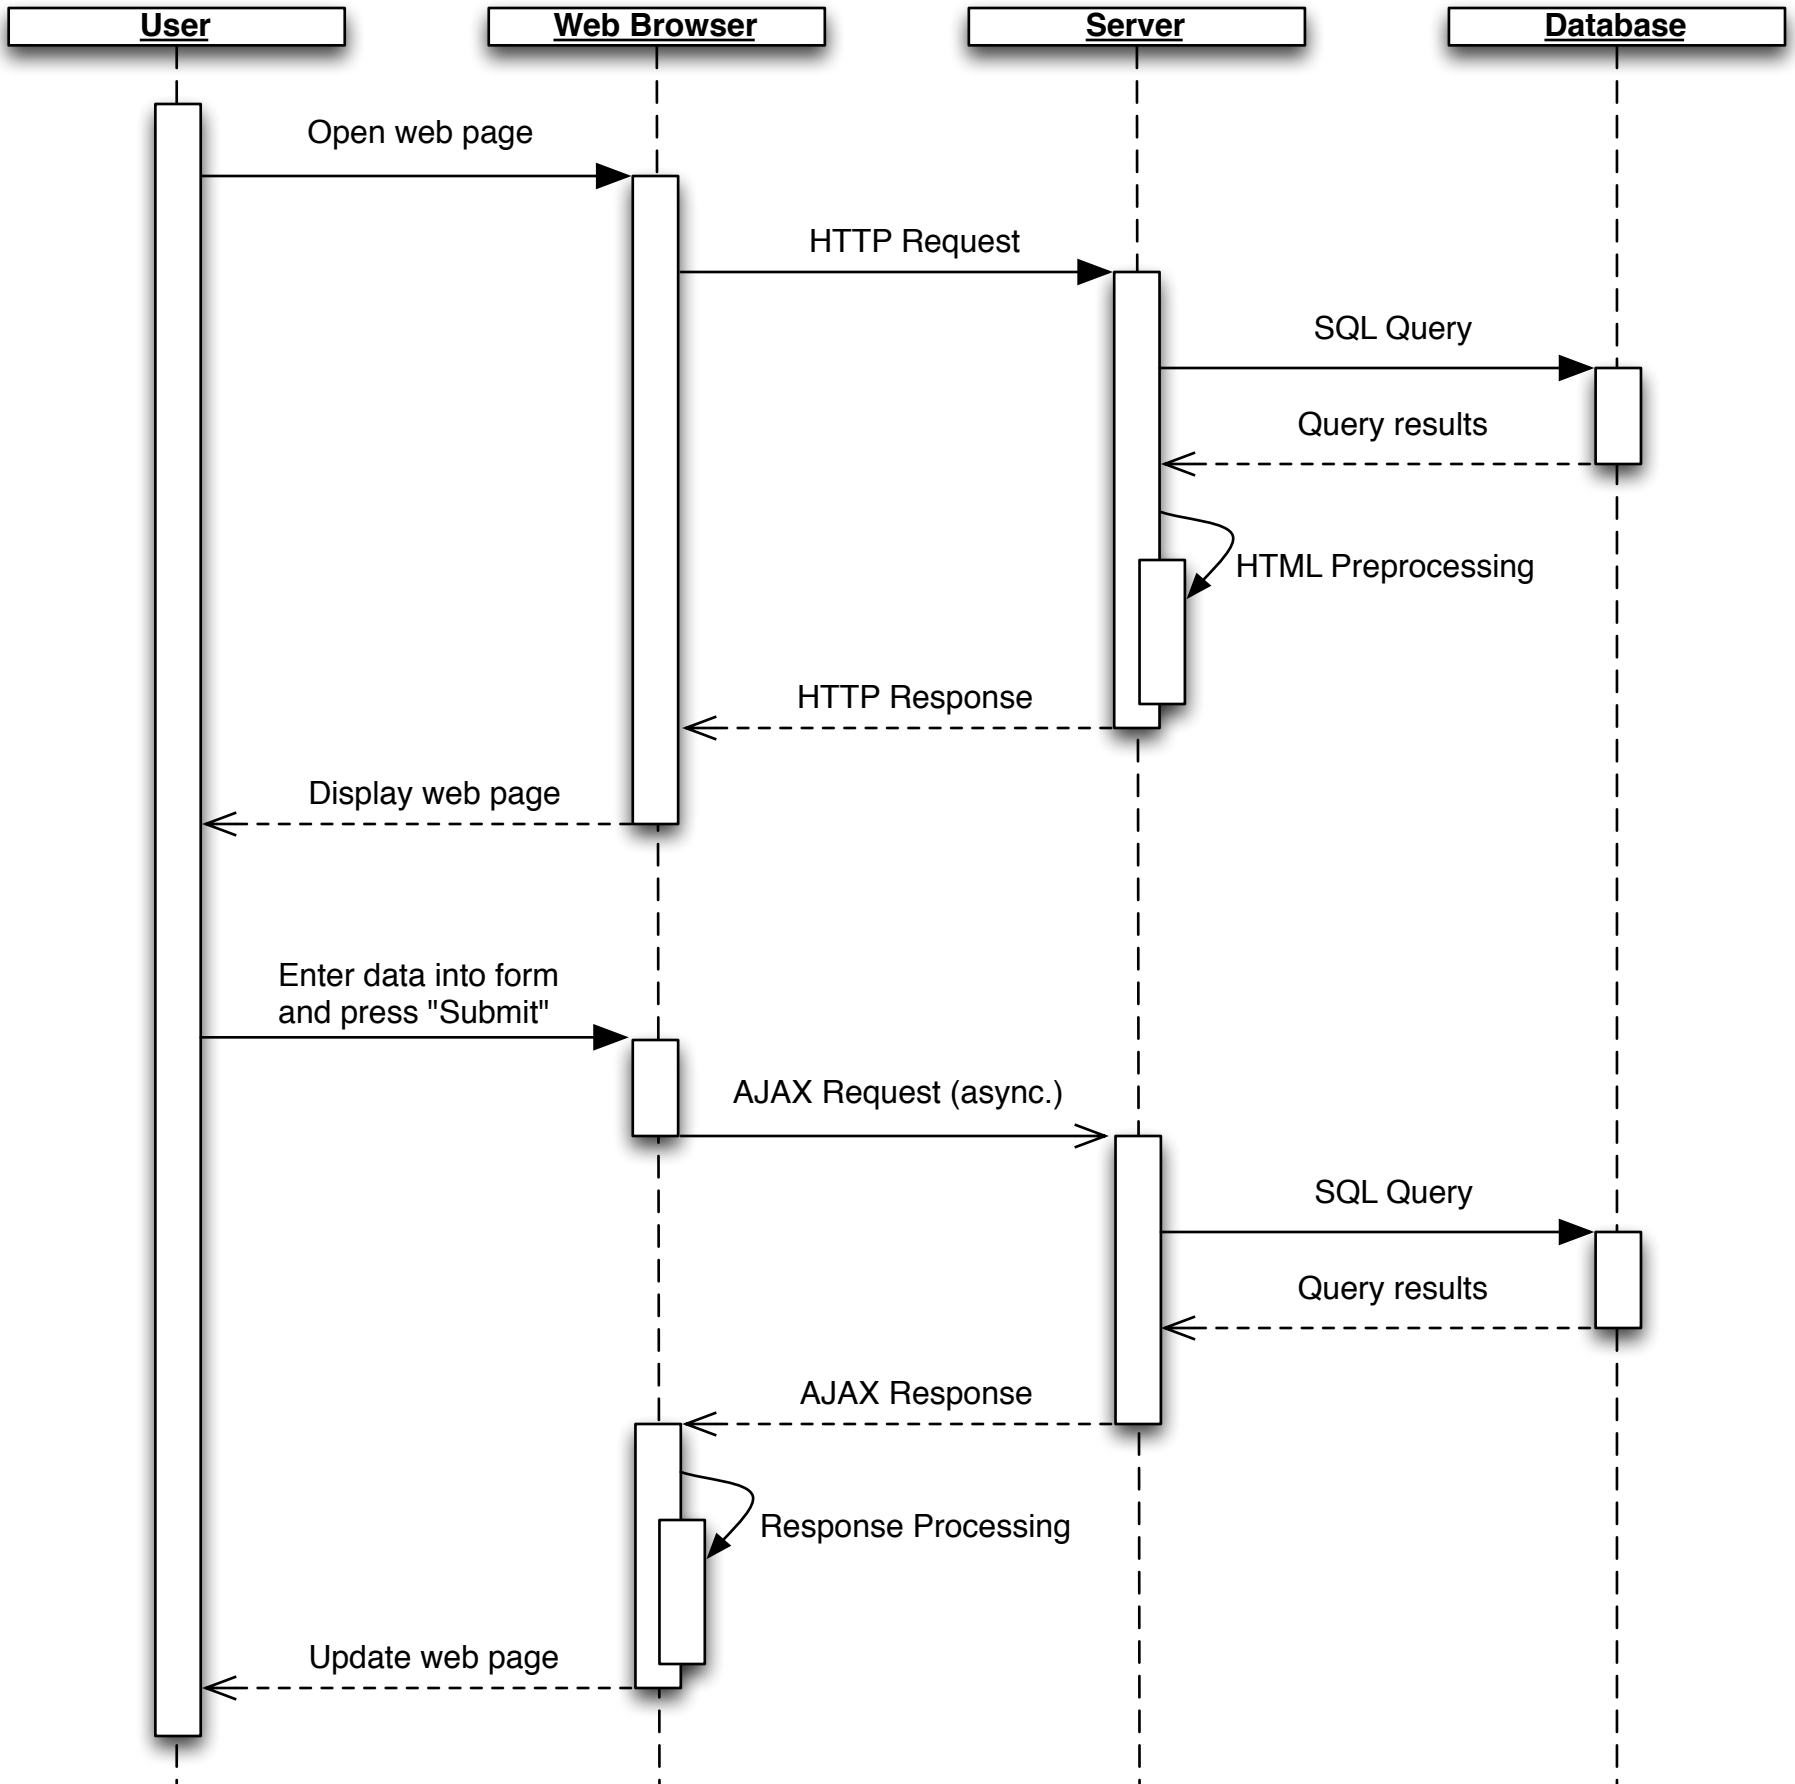 User
Web Browser
Server
Database
Open web page
HTTP Request
SQL Query
Query results
HTML Preprocessing
HTTP Response
Display web page
Enter data into form
and press "Submit"
AJAX Request (async.)
SQL Query
Query results
AJAX Response
Response Processing
Update web page